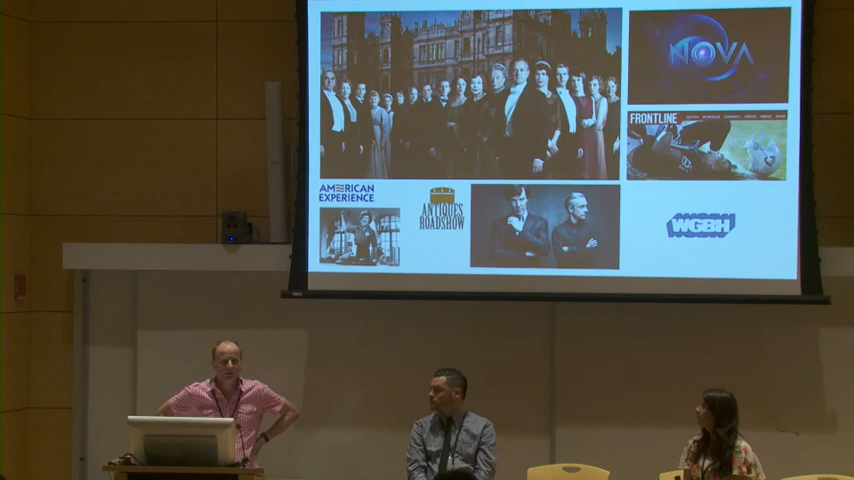 NOVA
FRONTLINE
AMERICAN
EXPERIENCE
ANTIQUES
ROADSHOW
WGBH